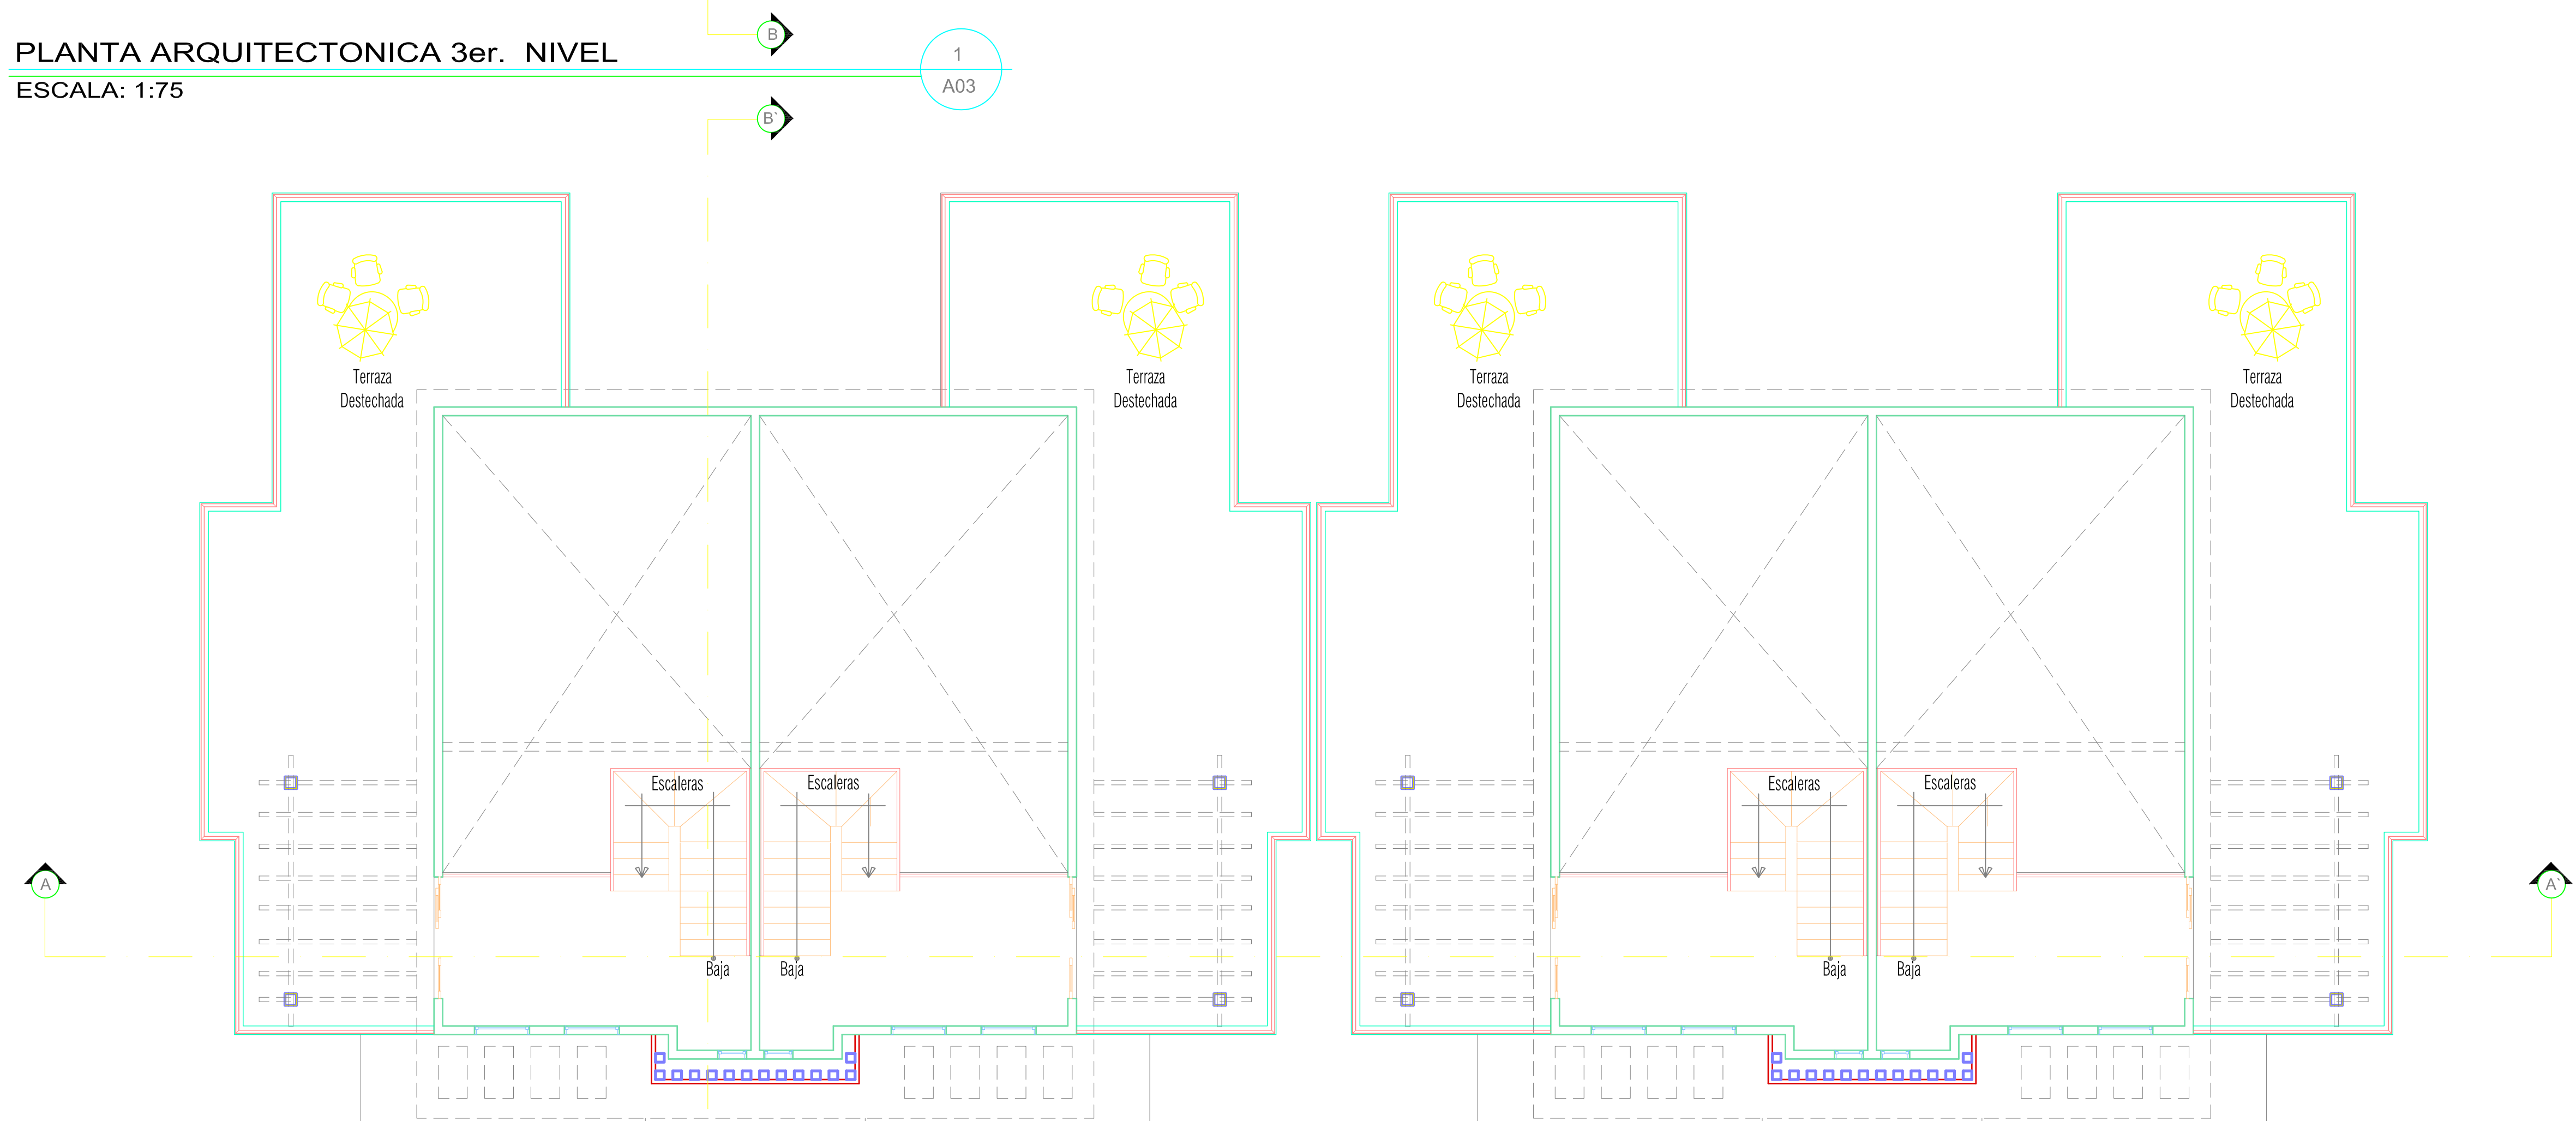 B
PLANTA ARQUITECTONICA 3er. NIVEL
1
ESCALA: 1:75
A03
B`
Terraza
Destechada
Terraza
Destechada
Terraza
Destechada
Terraza
Destechada
Escaleras
Escaleras
Escaleras
Escaleras
A
A`
Baja
Baja
Baja
Baja